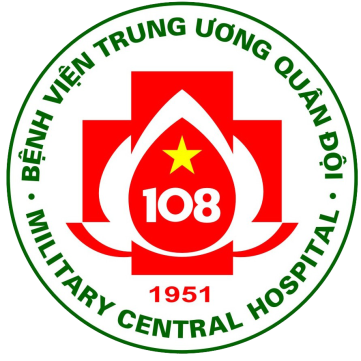 BỆNH VIỆN TRUNG ƯƠNG QUÂN ĐỘI
108
1951
MILITARY CENTRAL HOSPITAL